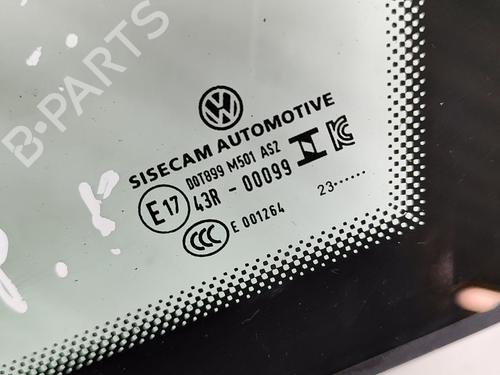 B-PARTS
SISECAM AUTOMOTIVE
DOT899 M501 AS2
E17
43R - 00099
CCC
E 001264
23......